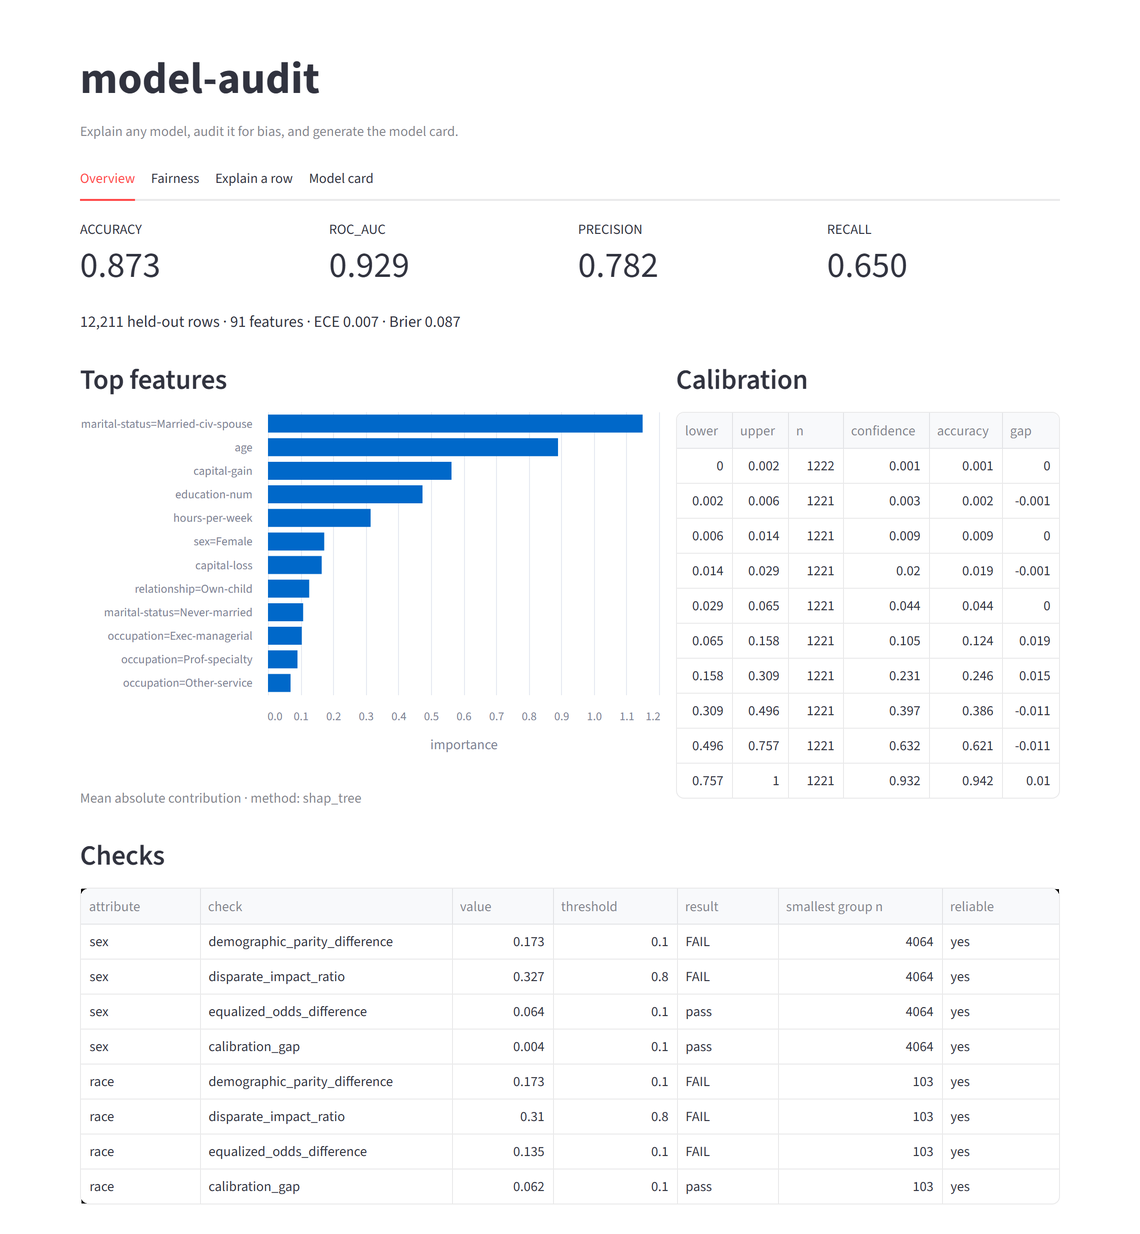 model-audit
Explain any model, audit it for bias, and generate the model card.
Overview Fairness Explain a row Model card
ACCURACY ROC_AUC PRECISION RECALL
0.873 0.929 0.782 0.650
12,211 held-out rows · 91 features · ECE 0.007 · Brier 0.087
Top features
marital-status=Married-civ-spouse
age
capital-gain
education-num
hours-per-week
sex=Female
capital-loss
relationship=Own-child
marital-status=Never-married
occupation=Exec-managerial
occupation=Prof-specialty
occupation=Other-service
0.0 0.1 0.2 0.3 0.4 0.5 0.6 0.7 0.8 0.9 1.0 1.1 1.2
importance
Mean absolute contribution · method: shap_tree
Calibration
lower upper n confidence accuracy gap
0 0.002 1222 0.001 0.001 0
0.002 0.006 1221 0.003 0.002 -0.001
0.006 0.014 1221 0.009 0.009 0
0.014 0.029 1221 0.02 0.019 -0.001
0.029 0.065 1221 0.044 0.044 0
0.065 0.158 1221 0.105 0.124 0.019
0.158 0.309 1221 0.231 0.246 0.015
0.309 0.496 1221 0.397 0.386 -0.011
0.496 0.757 1221 0.632 0.621 -0.011
0.757 1 1221 0.932 0.942 0.01
Checks
attribute check value threshold result smallest group n reliable
sex demographic_parity_difference 0.173 0.1 FAIL 4064 yes
sex disparate_impact_ratio 0.327 0.8 FAIL 4064 yes
sex equalized_odds_difference 0.064 0.1 pass 4064 yes
sex calibration_gap 0.004 0.1 pass 4064 yes
race demographic_parity_difference 0.173 0.1 FAIL 103 yes
race disparate_impact_ratio 0.31 0.8 FAIL 103 yes
race equalized_odds_difference 0.135 0.1 FAIL 103 yes
race calibration_gap 0.062 0.1 pass 103 yes